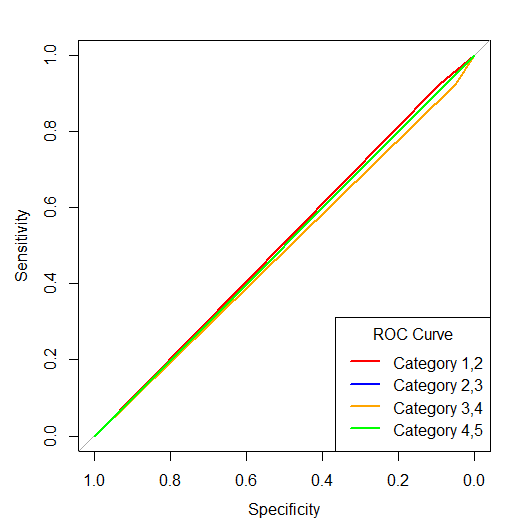 1.0
0.8
0.6
0.4
0.2
0.0
Sensitivity
ROC Curve
Category 1,2
Category 2,3
Category 3,4
Category 4,5
1.0 0.8 0.6 0.4 0.2 0.0
Specificity